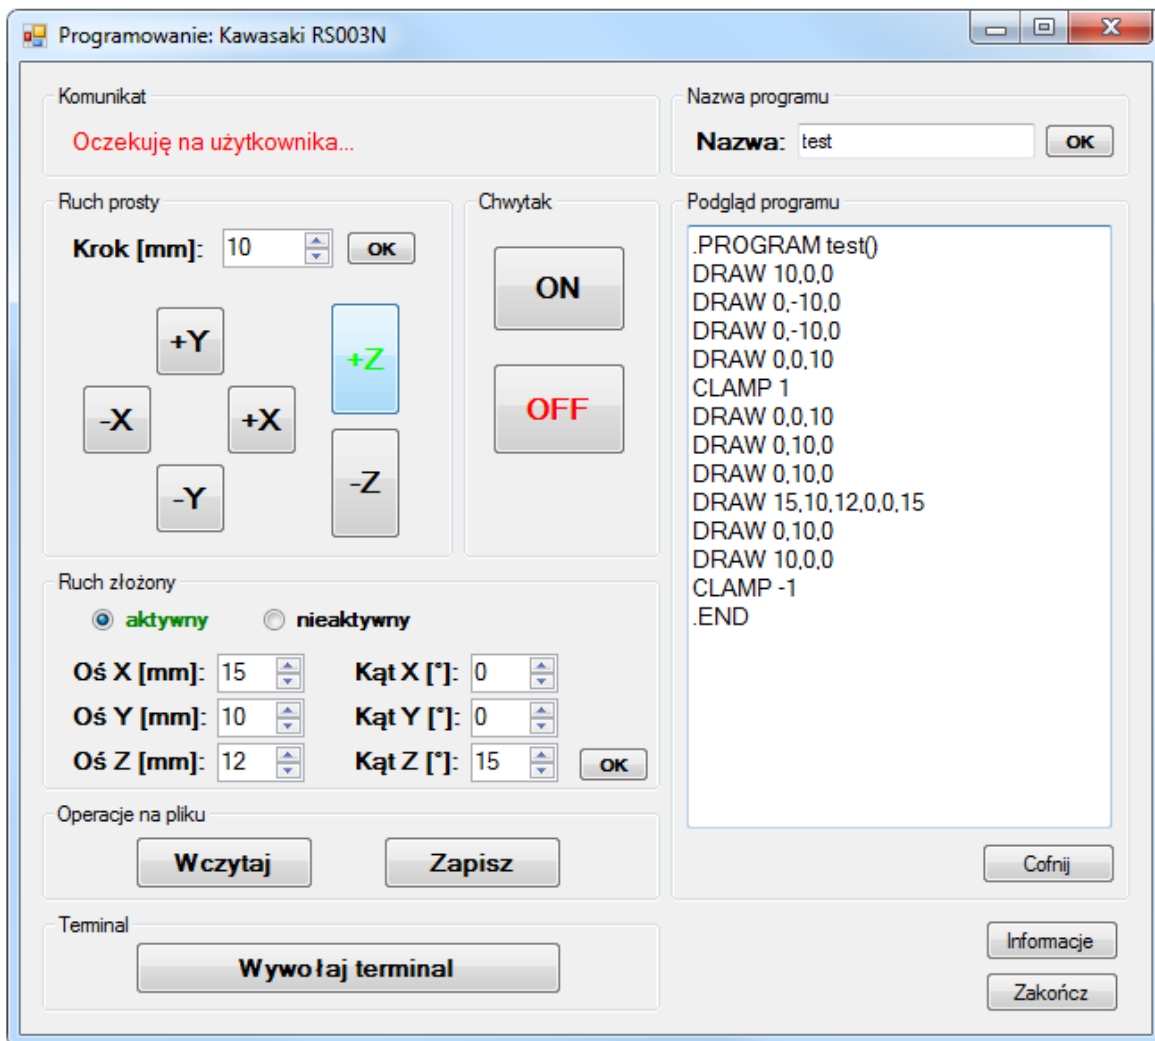 Programowanie: Kawasaki RS003N
Komunikat
Oczekuję na użytkownika...
Nazwa programu
Nazwa: test OK
Ruch prosty
Krok [mm]: 10 OK
+Y
-X
+X
-Y
+Z
-Z
Chwytak
ON
OFF
Podgląd programu
.PROGRAM test()
DRAW 10,0,0
DRAW 0,-10,0
DRAW 0,-10,0
DRAW 0,0,10
CLAMP 1
DRAW 0,0,10
DRAW 0,10,0
DRAW 0,10,0
DRAW 15,10,12,0,0,15
DRAW 0,10,0
DRAW 10,0,0
CLAMP -1
.END
Cofnij
Ruch złożony
aktywny nieaktywny
Oś X [mm]: 15 Kąt X [°]: 0
Oś Y [mm]: 10 Kąt Y [°]: 0
Oś Z [mm]: 12 Kąt Z [°]: 15 OK
Operacje na pliku
Wczytaj Zapisz
Terminal
Wywołaj terminal
Informacje
Zakończ